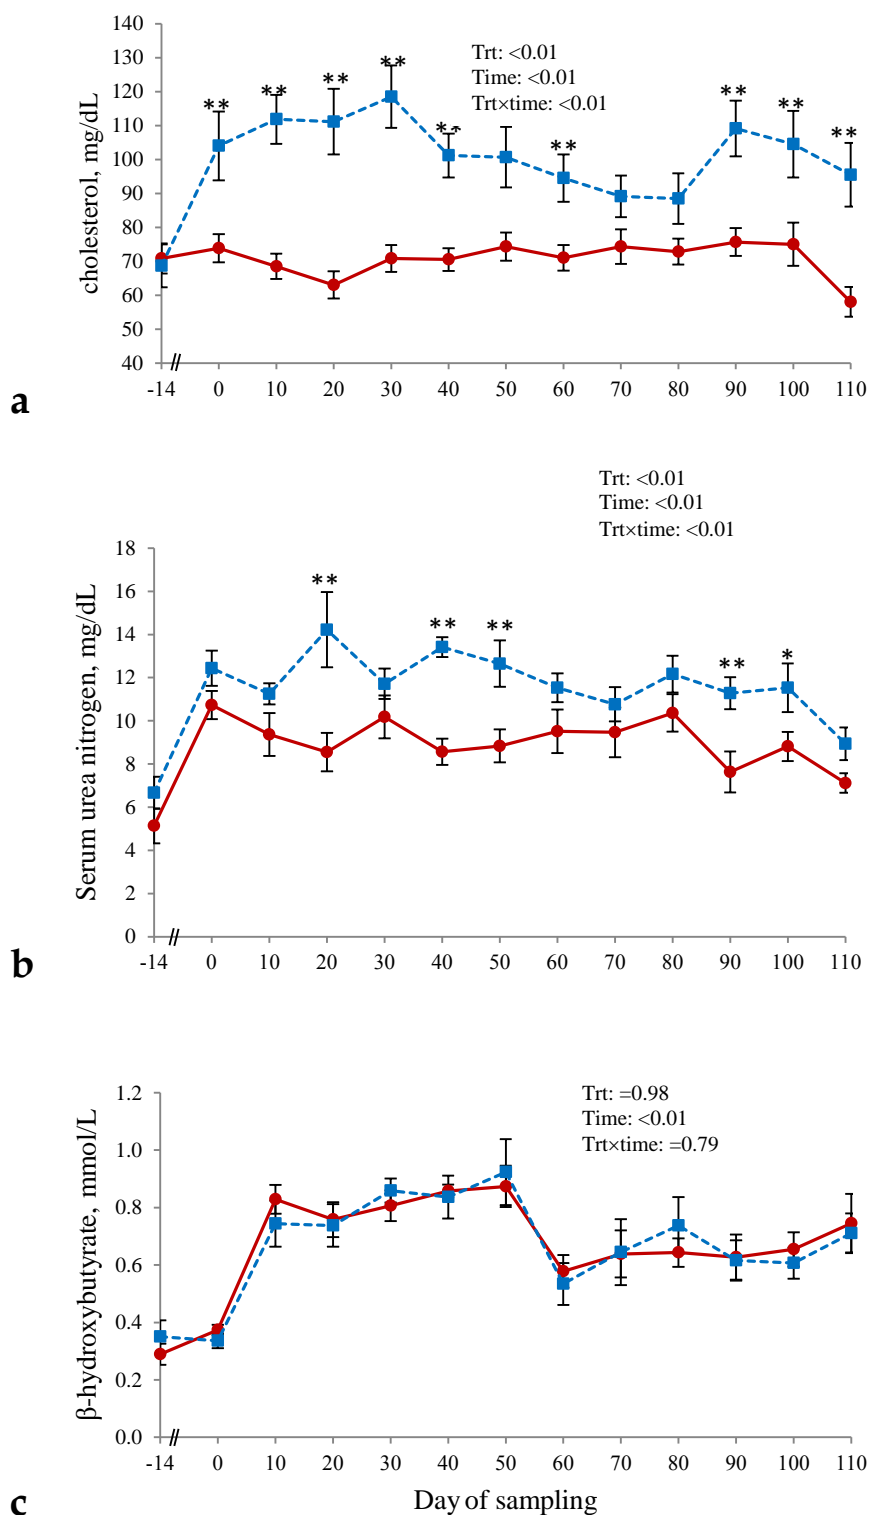 140
130
120
110
100
90
80
70
60
50
40
cholesterol, mg/dL
Trt: <0.01
Time: <0.01
Trt×time: <0.01
** ** ** ** ** ** ** ** **
-14 // 0 10 20 30 40 50 60 70 80 90 100 110
a
Trt: <0.01
Time: <0.01
Trt×time: <0.01
18
16
14
12
10
8
6
4
2
0
Serum urea nitrogen, mg/dL
** ** ** ** *
-14 // 0 10 20 30 40 50 60 70 80 90 100 110
b
1.2
1.0
0.8
0.6
0.4
0.2
0.0
β-hydroxybutyrate, mmol/L
Trt: =0.98
Time: <0.01
Trt×time: =0.79
-14 // 0 10 20 30 40 50 60 70 80 90 100 110
Day of sampling
c